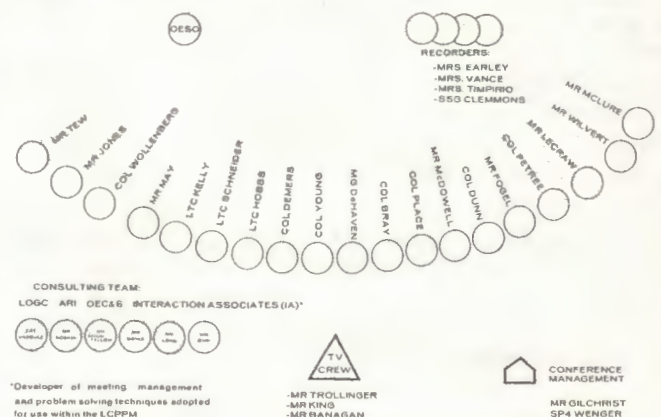 OESO
RECORDERS:
-MRS EARLEY
-MRS. VANCE
-MRS. TIMPIRIO
-SSG CLEMMONS
MR TEW
MR JONES
COL WOLLENBERG
MR MAY
LTC KELLY
LTC SCHNEIDER
LTC HOBBS
COL DEMERS
COL YOUNG
MG DeHAVEN
COL BRAY
COL PLACE
MR McDOWELL
COL DUNN
MR FOGEL
COL PETREE
MR LECRAW
MR WILVERT
MR MCLURE
CONSULTING TEAM:
LOGC ARI OEC&S INTERACTION ASSOCIATES (IA)*
*Developer of meeting management
and problem solving techniques adopted
for use within the LCPPM
TV
CREW
-MR TROLLINGER
-MR KING
-MR BANAGAN
CONFERENCE
MANAGEMENT
MR GILCHRIST
SP4 WENGER